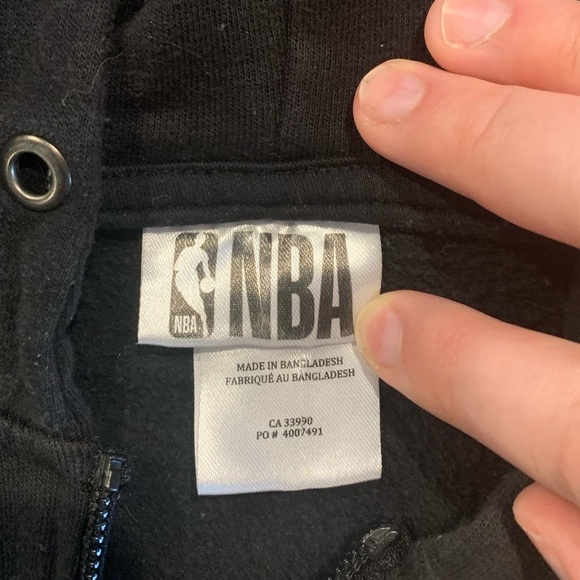 NBA
NBA
MADE IN BANGLADESH
FABRIQUÉ AU BANGLADESH
CA 33990
PO # 4007491